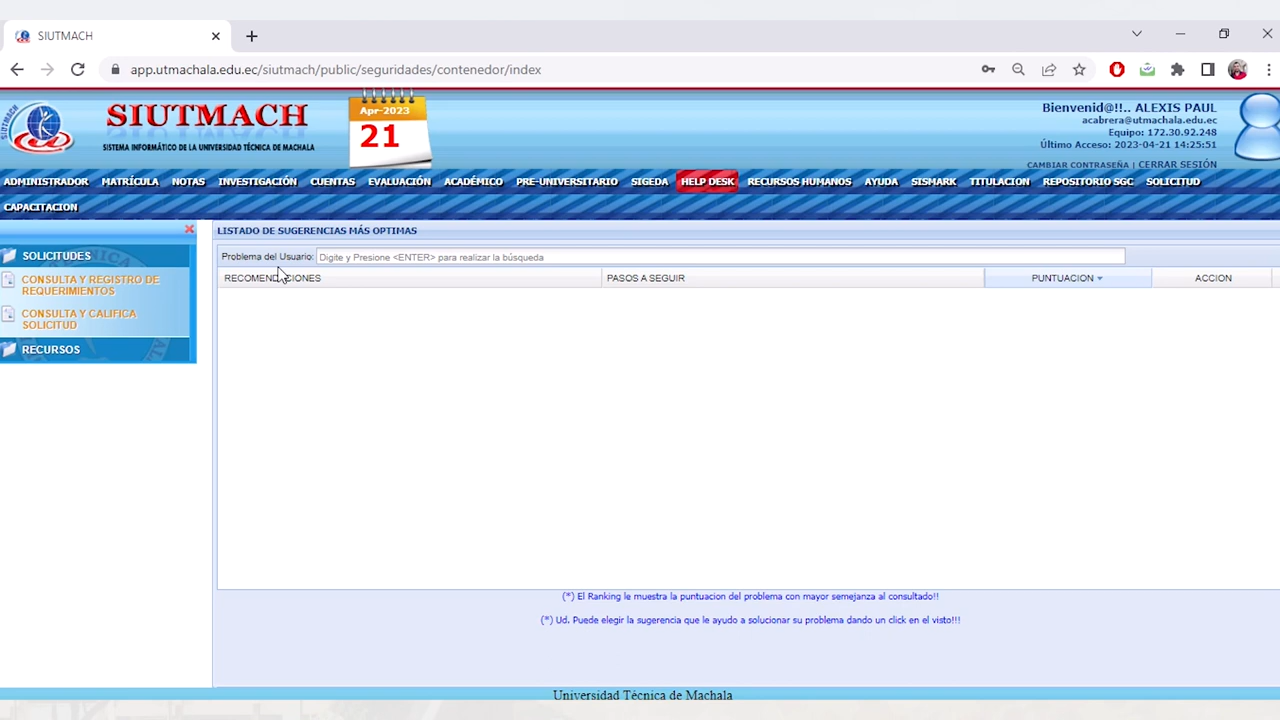 SIUTMACH
app.utmachala.edu.ec/siutmach/public/seguridades/contenedor/index
SIUTMACH
SISTEMA INFORMÁTICO DE LA UNIVERSIDAD TÉCNICA DE MACHALA
Apr-2023
21
Bienvenid@!!.. ALEXIS PAUL
acabrera@utmachala.edu.ec
Equipo: 172.30.92.248
Último Acceso: 2023-04-21 14:25:51
CAMBIAR CONTRASEÑA | CERRAR SESIÓN
ADMINISTRADOR MATRÍCULA NOTAS INVESTIGACIÓN CUENTAS EVALUACIÓN ACADÉMICO PRE-UNIVERSITARIO SIGEDA HELP DESK RECURSOS HUMANOS AYUDA SISMARK TITULACION REPOSITORIO SGC SOLICITUD
CAPACITACION
SOLICITUDES
CONSULTA Y REGISTRO DE
REQUERIMIENTOS
CONSULTA Y CALIFICA
SOLICITUD
RECURSOS
LISTADO DE SUGERENCIAS MÁS OPTIMAS
Problema del Usuario: Digite y Presione <ENTER> para realizar la búsqueda
RECOMENDACIONES PASOS A SEGUIR PUNTUACION ACCION
(*) El Ranking le muestra la puntuacion del problema con mayor semejanza al consultado!!
(*) Ud. Puede elegir la sugerencia que le ayudo a solucionar su problema dando un click en el visto!!!
Universidad Técnica de Machala